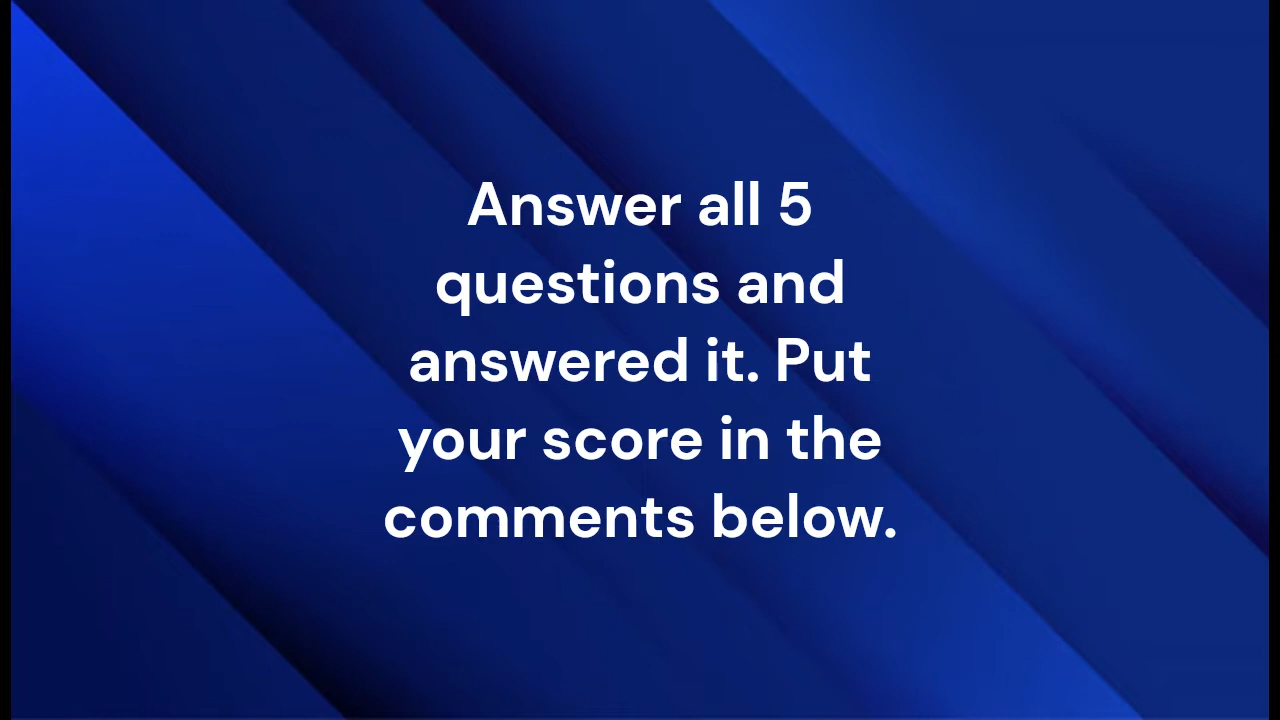 Answer all 5
questions and
answered it. Put
your score in the
comments below.